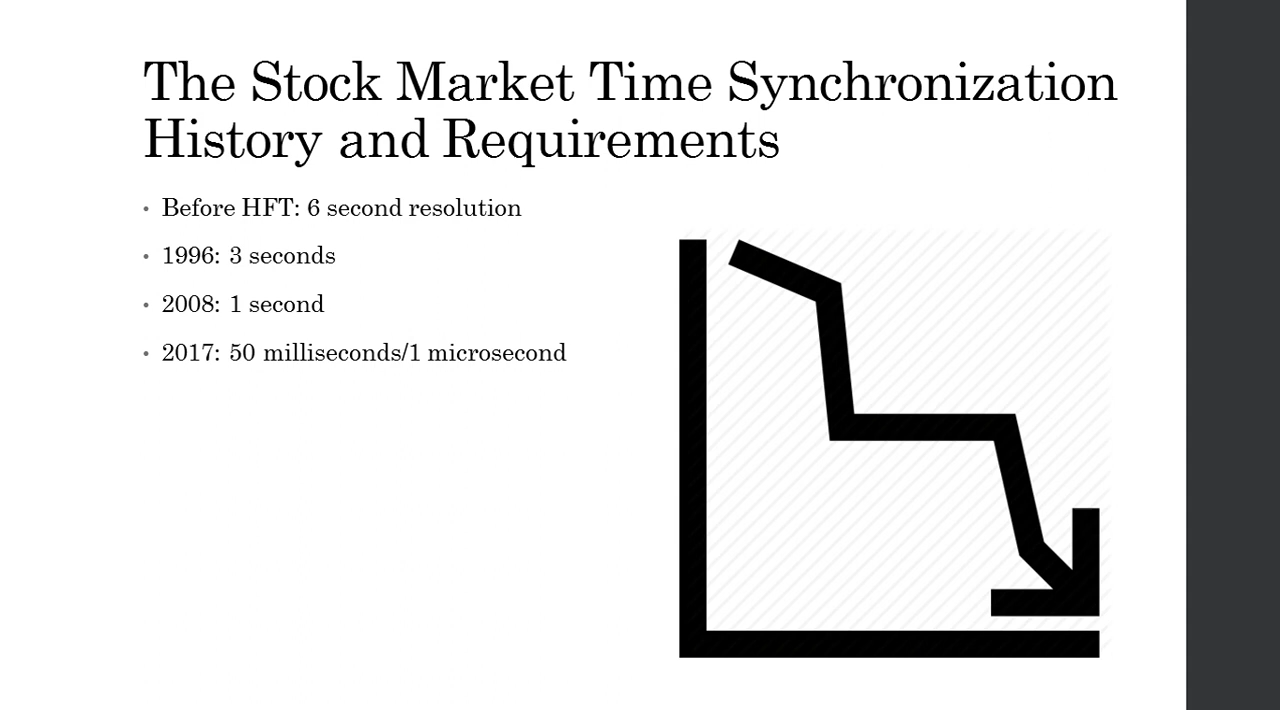 The Stock Market Time Synchronization
History and Requirements
• Before HFT: 6 second resolution
• 1996: 3 seconds
• 2008: 1 second
• 2017: 50 milliseconds/1 microsecond